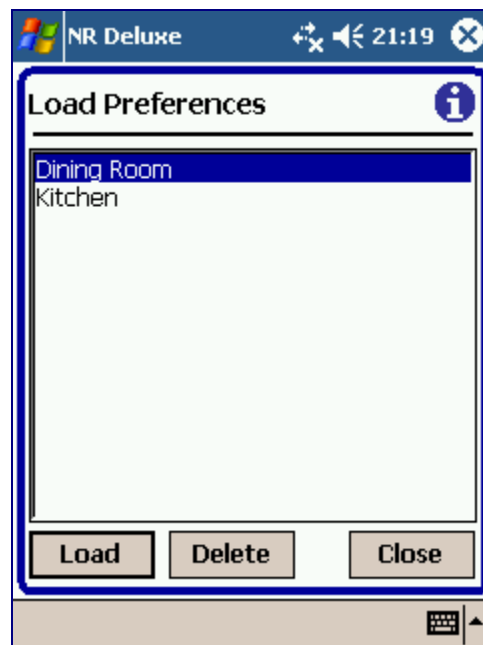 NR Deluxe 21:19
Load Preferences
Dining Room
Kitchen
Load Delete Close